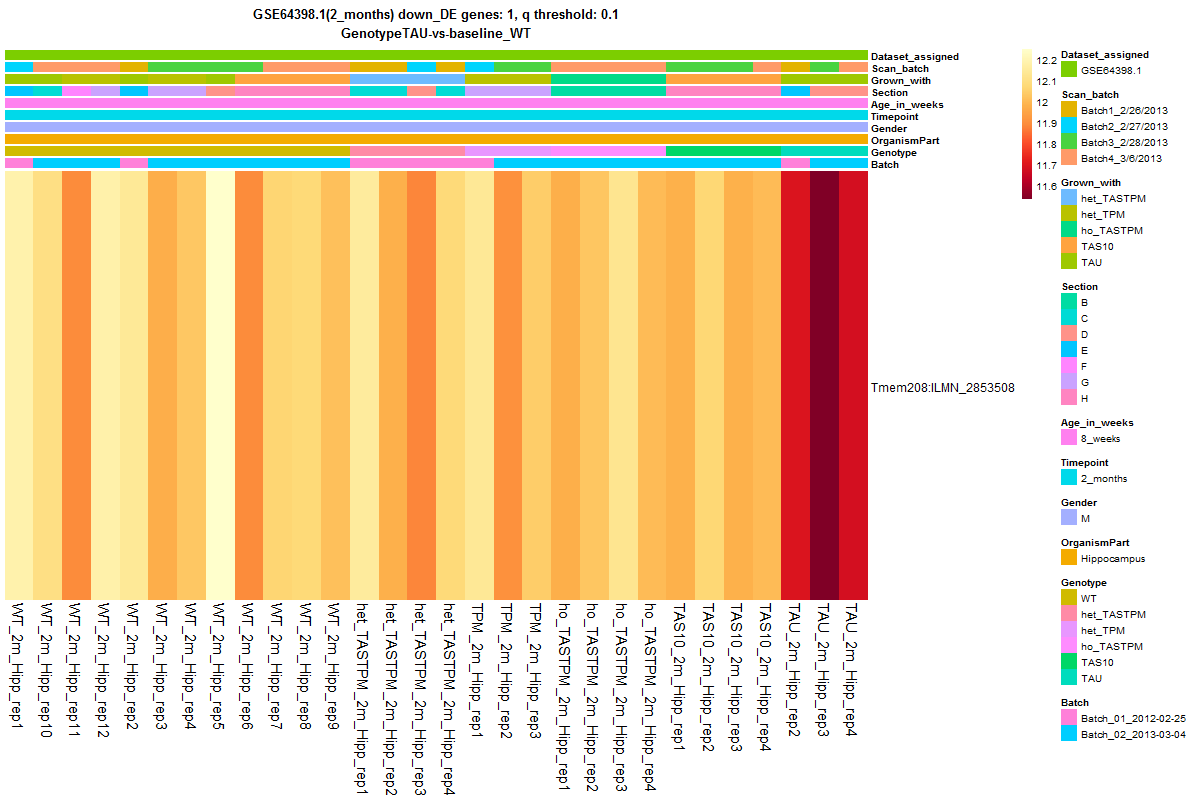 GSE64398.1(2_months) down_DE genes: 1, q threshold: 0.1
GenotypeTAU-vs-baseline_WT
Dataset_assigned
Scan_batch
Grown_with
Section
Age_in_weeks
Timepoint
Gender
OrganismPart
Genotype
Batch
Tmem208:ILMN_2853508
WT_2m_Hipp_rep1
WT_2m_Hipp_rep10
WT_2m_Hipp_rep11
WT_2m_Hipp_rep12
WT_2m_Hipp_rep2
WT_2m_Hipp_rep3
WT_2m_Hipp_rep4
WT_2m_Hipp_rep5
WT_2m_Hipp_rep6
WT_2m_Hipp_rep7
WT_2m_Hipp_rep8
WT_2m_Hipp_rep9
het_TASTPM_2m_Hipp_rep1
het_TASTPM_2m_Hipp_rep2
het_TASTPM_2m_Hipp_rep3
het_TASTPM_2m_Hipp_rep4
TPM_2m_Hipp_rep1
TPM_2m_Hipp_rep2
TPM_2m_Hipp_rep3
ho_TASTPM_2m_Hipp_rep1
ho_TASTPM_2m_Hipp_rep2
ho_TASTPM_2m_Hipp_rep3
ho_TASTPM_2m_Hipp_rep4
TAS10_2m_Hipp_rep1
TAS10_2m_Hipp_rep2
TAS10_2m_Hipp_rep3
TAS10_2m_Hipp_rep4
TAU_2m_Hipp_rep2
TAU_2m_Hipp_rep3
TAU_2m_Hipp_rep4
12.2
12.1
12
11.9
11.8
11.7
11.6
Dataset_assigned
GSE64398.1
Scan_batch
Batch1_2/26/2013
Batch2_2/27/2013
Batch3_2/28/2013
Batch4_3/6/2013
Grown_with
het_TASTPM
het_TPM
ho_TASTPM
TAS10
TAU
Section
B
C
D
E
F
G
H
Age_in_weeks
8_weeks
Timepoint
2_months
Gender
M
OrganismPart
Hippocampus
Genotype
WT
het_TASTPM
het_TPM
ho_TASTPM
TAS10
TAU
Batch
Batch_01_2012-02-25
Batch_02_2013-03-04